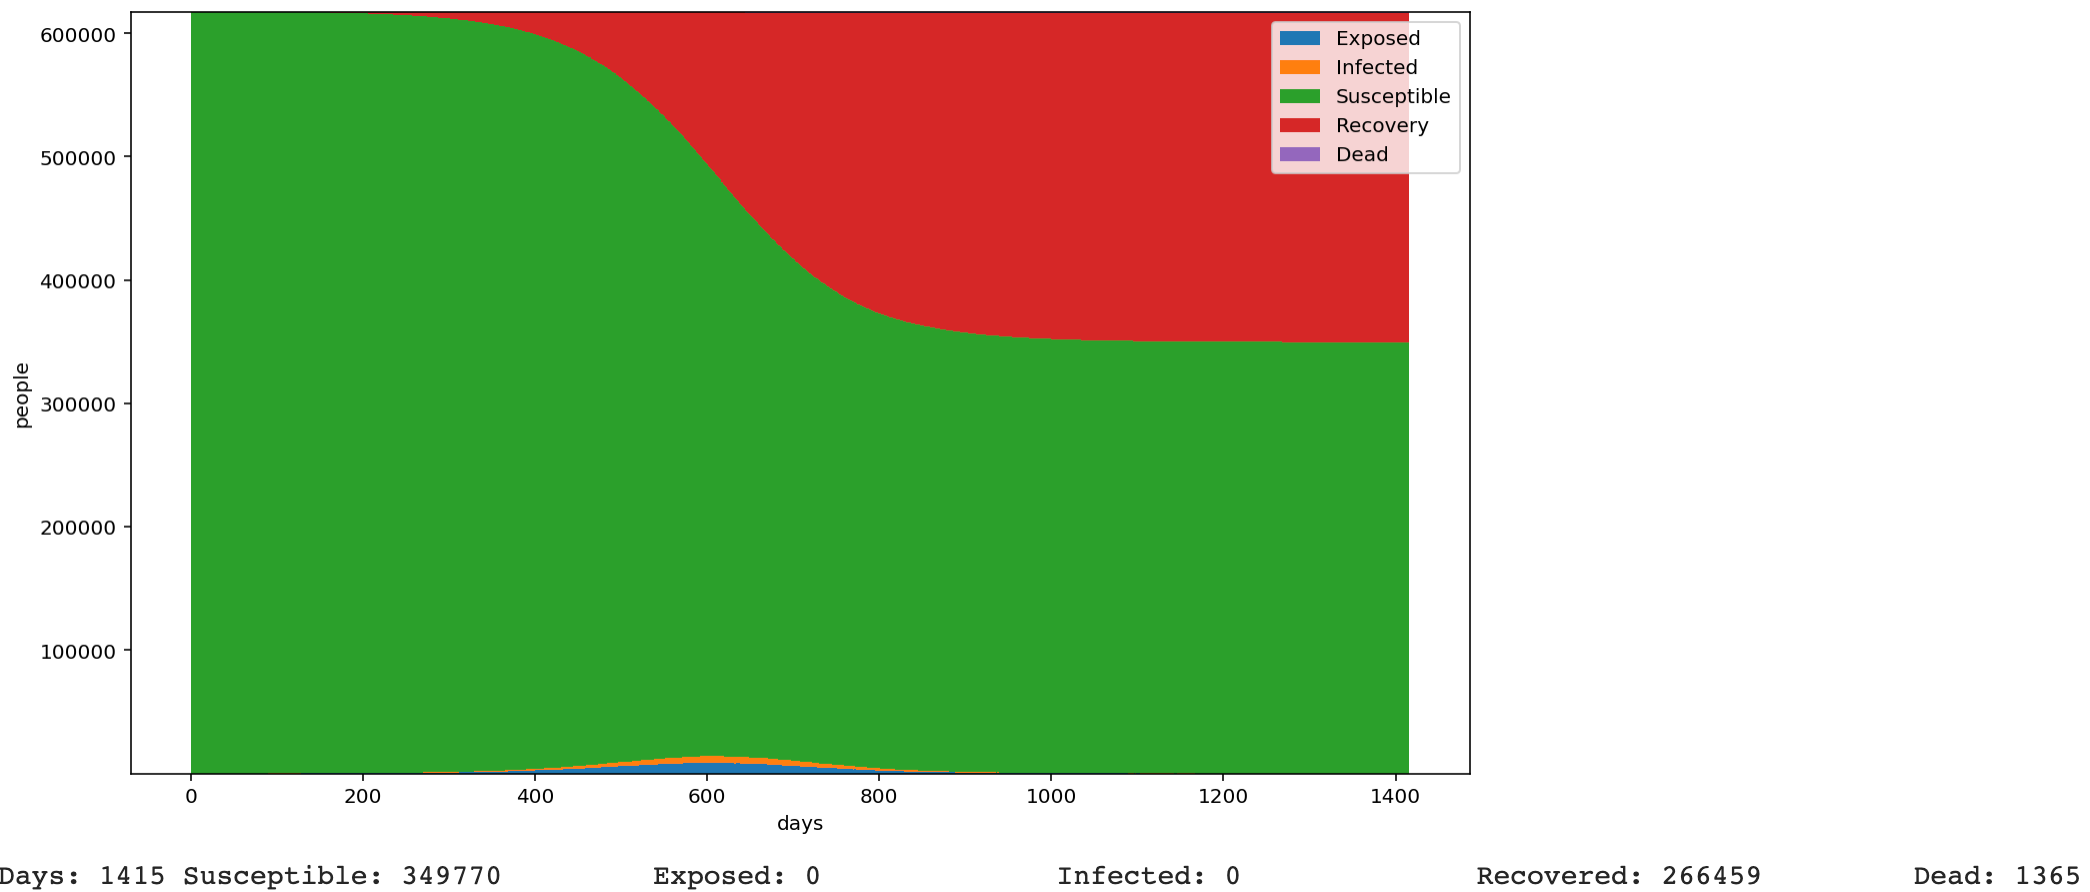 600000
500000
400000
300000
200000
100000
people
Exposed
Infected
Susceptible
Recovery
Dead
0 200 400 600 800 1000 1200 1400
days
Days: 1415 Susceptible: 349770 Exposed: 0 Infected: 0 Recovered: 266459 Dead: 1365